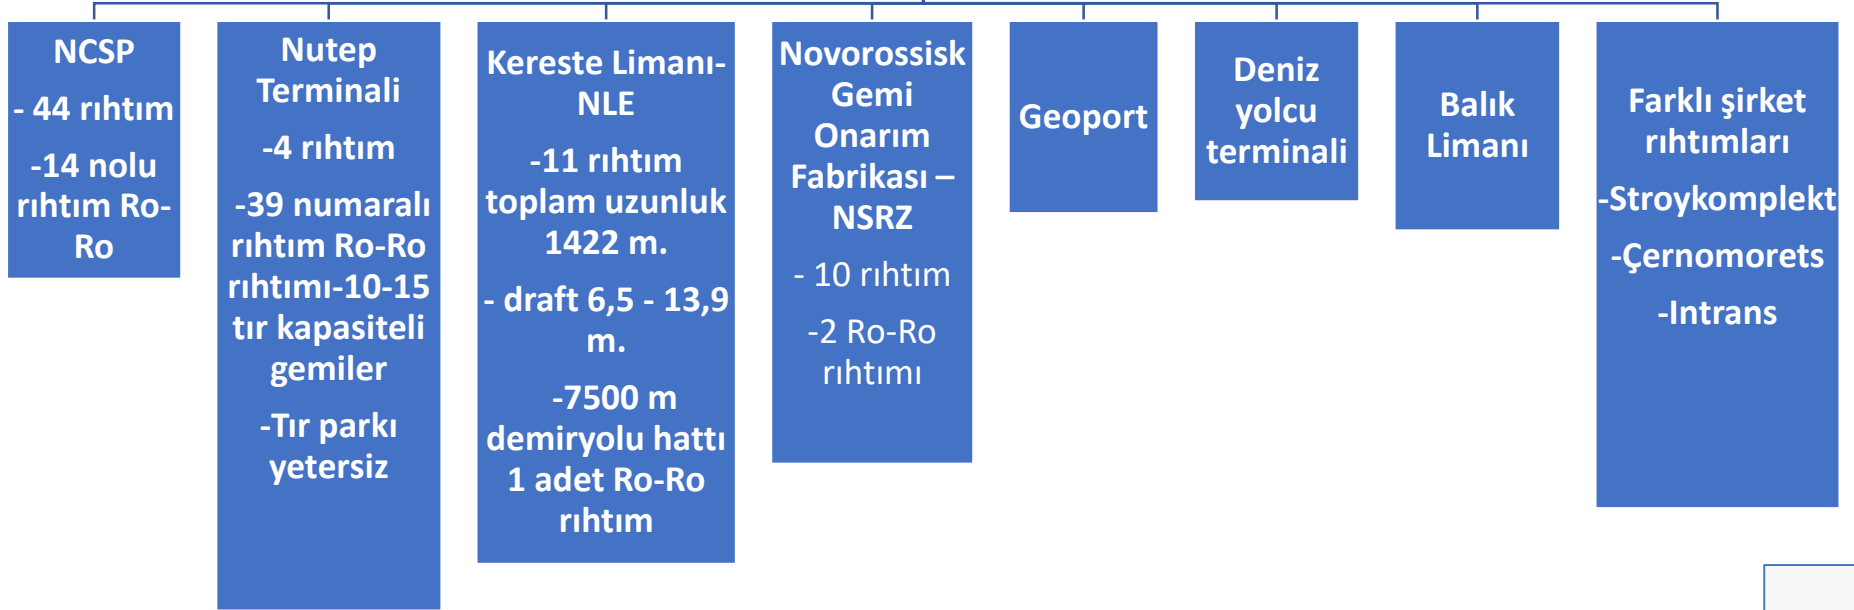 NCSP
- 44 rıhtım
-14 nolu
rıhtım Ro-
Ro
Nutep
Terminali
-4 rıhtım
-39 numaralı
rıhtım Ro-Ro
rıhtımı-10-15
tır kapasiteli
gemiler
-Tır parkı
yetersiz
Kereste Limanı-
NLE
-11 rıhtım
toplam uzunluk
1422 m.
- draft 6,5 - 13,9
m.
-7500 m
demiryolu hattı
1 adet Ro-Ro
rıhtım
Novorossisk
Gemi
Onarım
Fabrikası –
NSRZ
- 10 rıhtım
-2 Ro-Ro
rıhtımı
Geoport
Deniz
yolcu
terminali
Balık
Limanı
Farklı şirket
rıhtımları
-Stroykomplekt
-Çernomorets
-Intrans